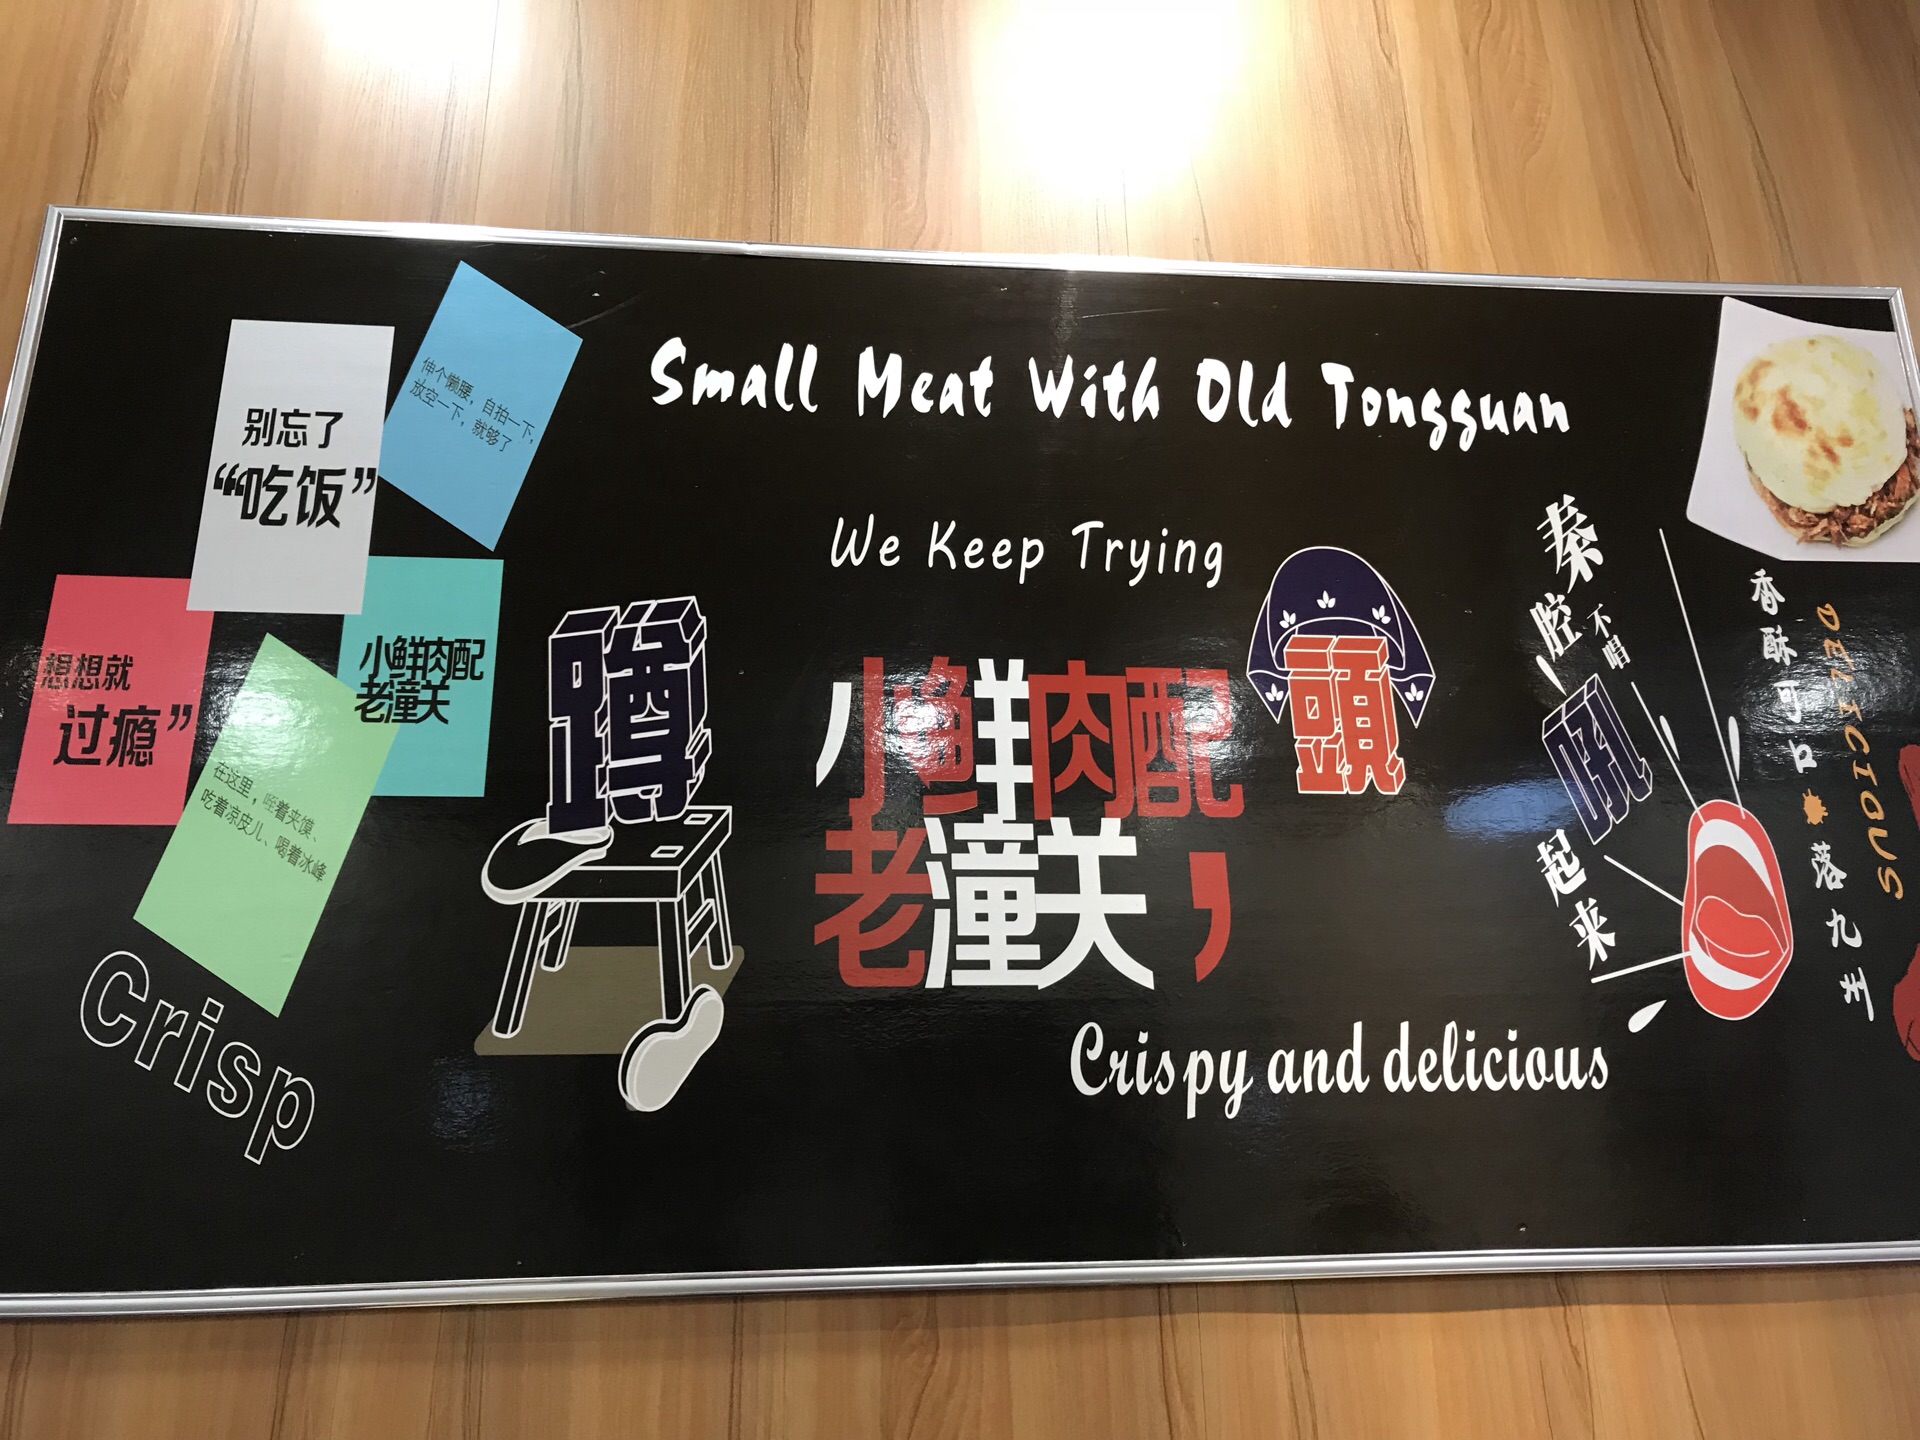 别忘了
““吃饭”
伸个懒腰，自拍一下，
放空一下，就够了
想想就
过瘾”
小鲜肉配
老潼关
在这里，咥着夹馍、
吃着凉皮儿、喝着冰峰
Crisp
Small Meat With Old Tongguan
We Keep Trying
蹲
小鲜肉配
老潼关，
頭
Crispy and delicious
秦腔不唱吼起来
香酥可口
落九州
DELICIOUS